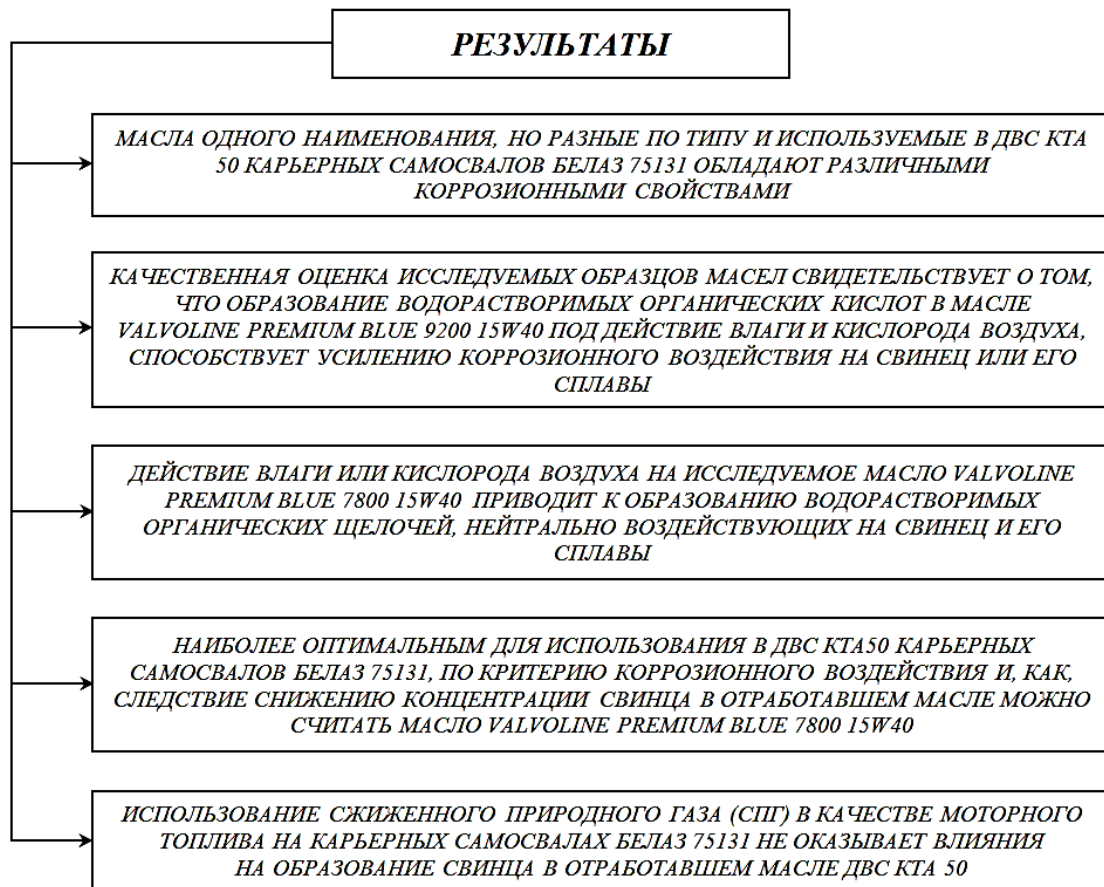 РЕЗУЛЬТАТЫ
МАСЛА ОДНОГО НАИМЕНОВАНИЯ, НО РАЗНЫЕ ПО ТИПУ И ИСПОЛЬЗУЕМЫЕ В ДВС КТА
50 КАРЬЕРНЫХ САМОСВАЛОВ БЕЛАЗ 75131 ОБЛАДАЮТ РАЗЛИЧНЫМИ
КОРРОЗИОННЫМИ СВОЙСТВАМИ
КАЧЕСТВЕННАЯ ОЦЕНКА ИССЛЕДУЕМЫХ ОБРАЗЦОВ МАСЕЛ СВИДЕТЕЛЬСТВУЕТ О ТОМ,
ЧТО ОБРАЗОВАНИЕ ВОДОРАСТВОРИМЫХ ОРГАНИЧЕСКИХ КИСЛОТ В МАСЛЕ
VALVOLINE PREMIUM BLUE 9200 15W40 ПОД ДЕЙСТВИЕ ВЛАГИ И КИСЛОРОДА ВОЗДУХА,
СПОСОБСТВУЕТ УСИЛЕНИЮ КОРРОЗИОННОГО ВОЗДЕЙСТВИЯ НА СВИНЕЦ ИЛИ ЕГО
СПЛАВЫ
ДЕЙСТВИЕ ВЛАГИ ИЛИ КИСЛОРОДА ВОЗДУХА НА ИССЛЕДУЕМОЕ МАСЛО VALVOLINE
PREMIUM BLUE 7800 15W40 ПРИВОДИТ К ОБРАЗОВАНИЮ ВОДОРАСТВОРИМЫХ
ОРГАНИЧЕСКИХ ЩЕЛОЧЕЙ, НЕЙТРАЛЬНО ВОЗДЕЙСТВУЮЩИХ НА СВИНЕЦ И ЕГО
СПЛАВЫ
НАИБОЛЕЕ ОПТИМАЛЬНЫМ ДЛЯ ИСПОЛЬЗОВАНИЯ В ДВС КТА50 КАРЬЕРНЫХ
САМОСВАЛОВ БЕЛАЗ 75131, ПО КРИТЕРИЮ КОРРОЗИОННОГО ВОЗДЕЙСТВИЯ И, КАК,
СЛЕДСТВИЕ СНИЖЕНИЮ КОНЦЕНТРАЦИИ СВИНЦА В ОТРАБОТАВШЕМ МАСЛЕ МОЖНО
СЧИТАТЬ МАСЛО VALVOLINE PREMIUM BLUE 7800 15W40
ИСПОЛЬЗОВАНИЕ СЖИЖЕННОГО ПРИРОДНОГО ГАЗА (СПГ) В КАЧЕСТВЕ МОТОРНОГО
ТОПЛИВА НА КАРЬЕРНЫХ САМОСВАЛАХ БЕЛАЗ 75131 НЕ ОКАЗЫВАЕТ ВЛИЯНИЯ
НА ОБРАЗОВАНИЕ СВИНЦА В ОТРАБОТАВШЕМ МАСЛЕ ДВС КТА 50